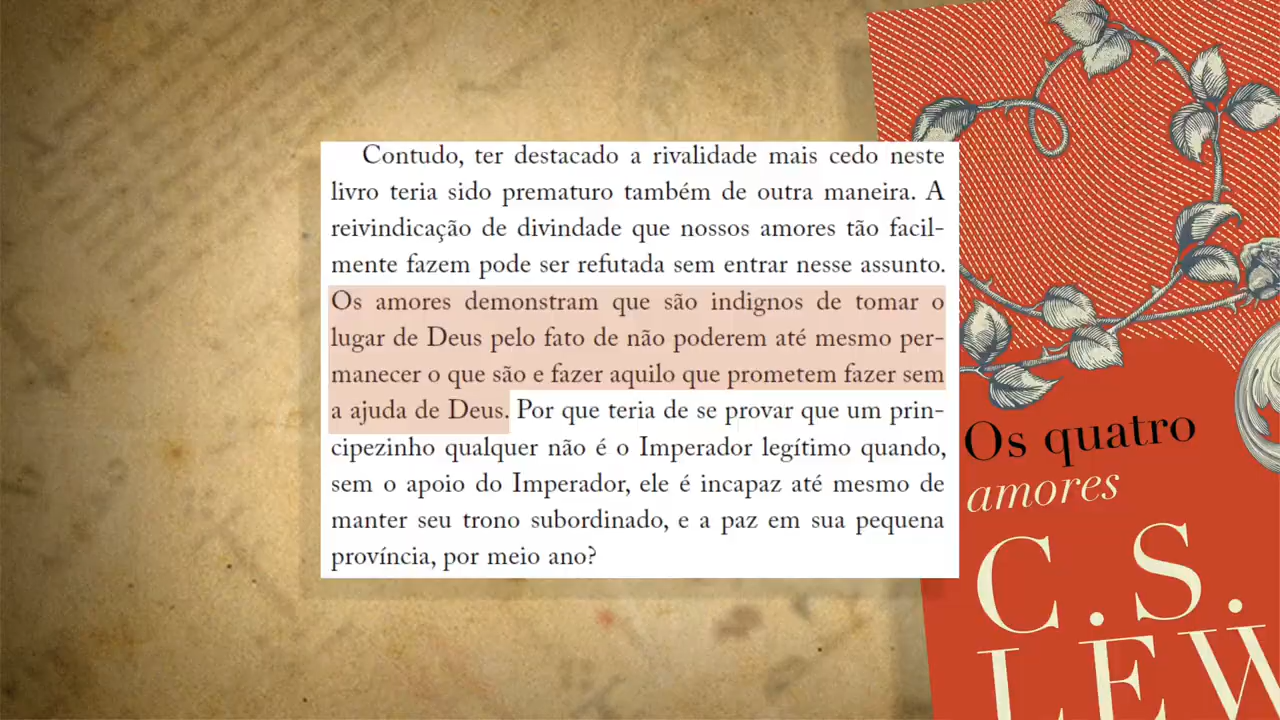 Contudo, ter destacado a rivalidade mais cedo neste
livro teria sido prematuro também de outra maneira. A
reivindicação de divindade que nossos amores tão facil-
mente fazem pode ser refutada sem entrar nesse assunto.
Os amores demonstram que são indignos de tomar o
lugar de Deus pelo fato de não poderem até mesmo per-
manecer o que são e fazer aquilo que prometem fazer sem
a ajuda de Deus. Por que teria de se provar que um prin-
cipezinho qualquer não é o Imperador legítimo quando,
sem o apoio do Imperador, ele é incapaz até mesmo de
manter seu trono subordinado, e a paz em sua pequena
província, por meio ano?
Os quatro
amores
C.S.
LEW